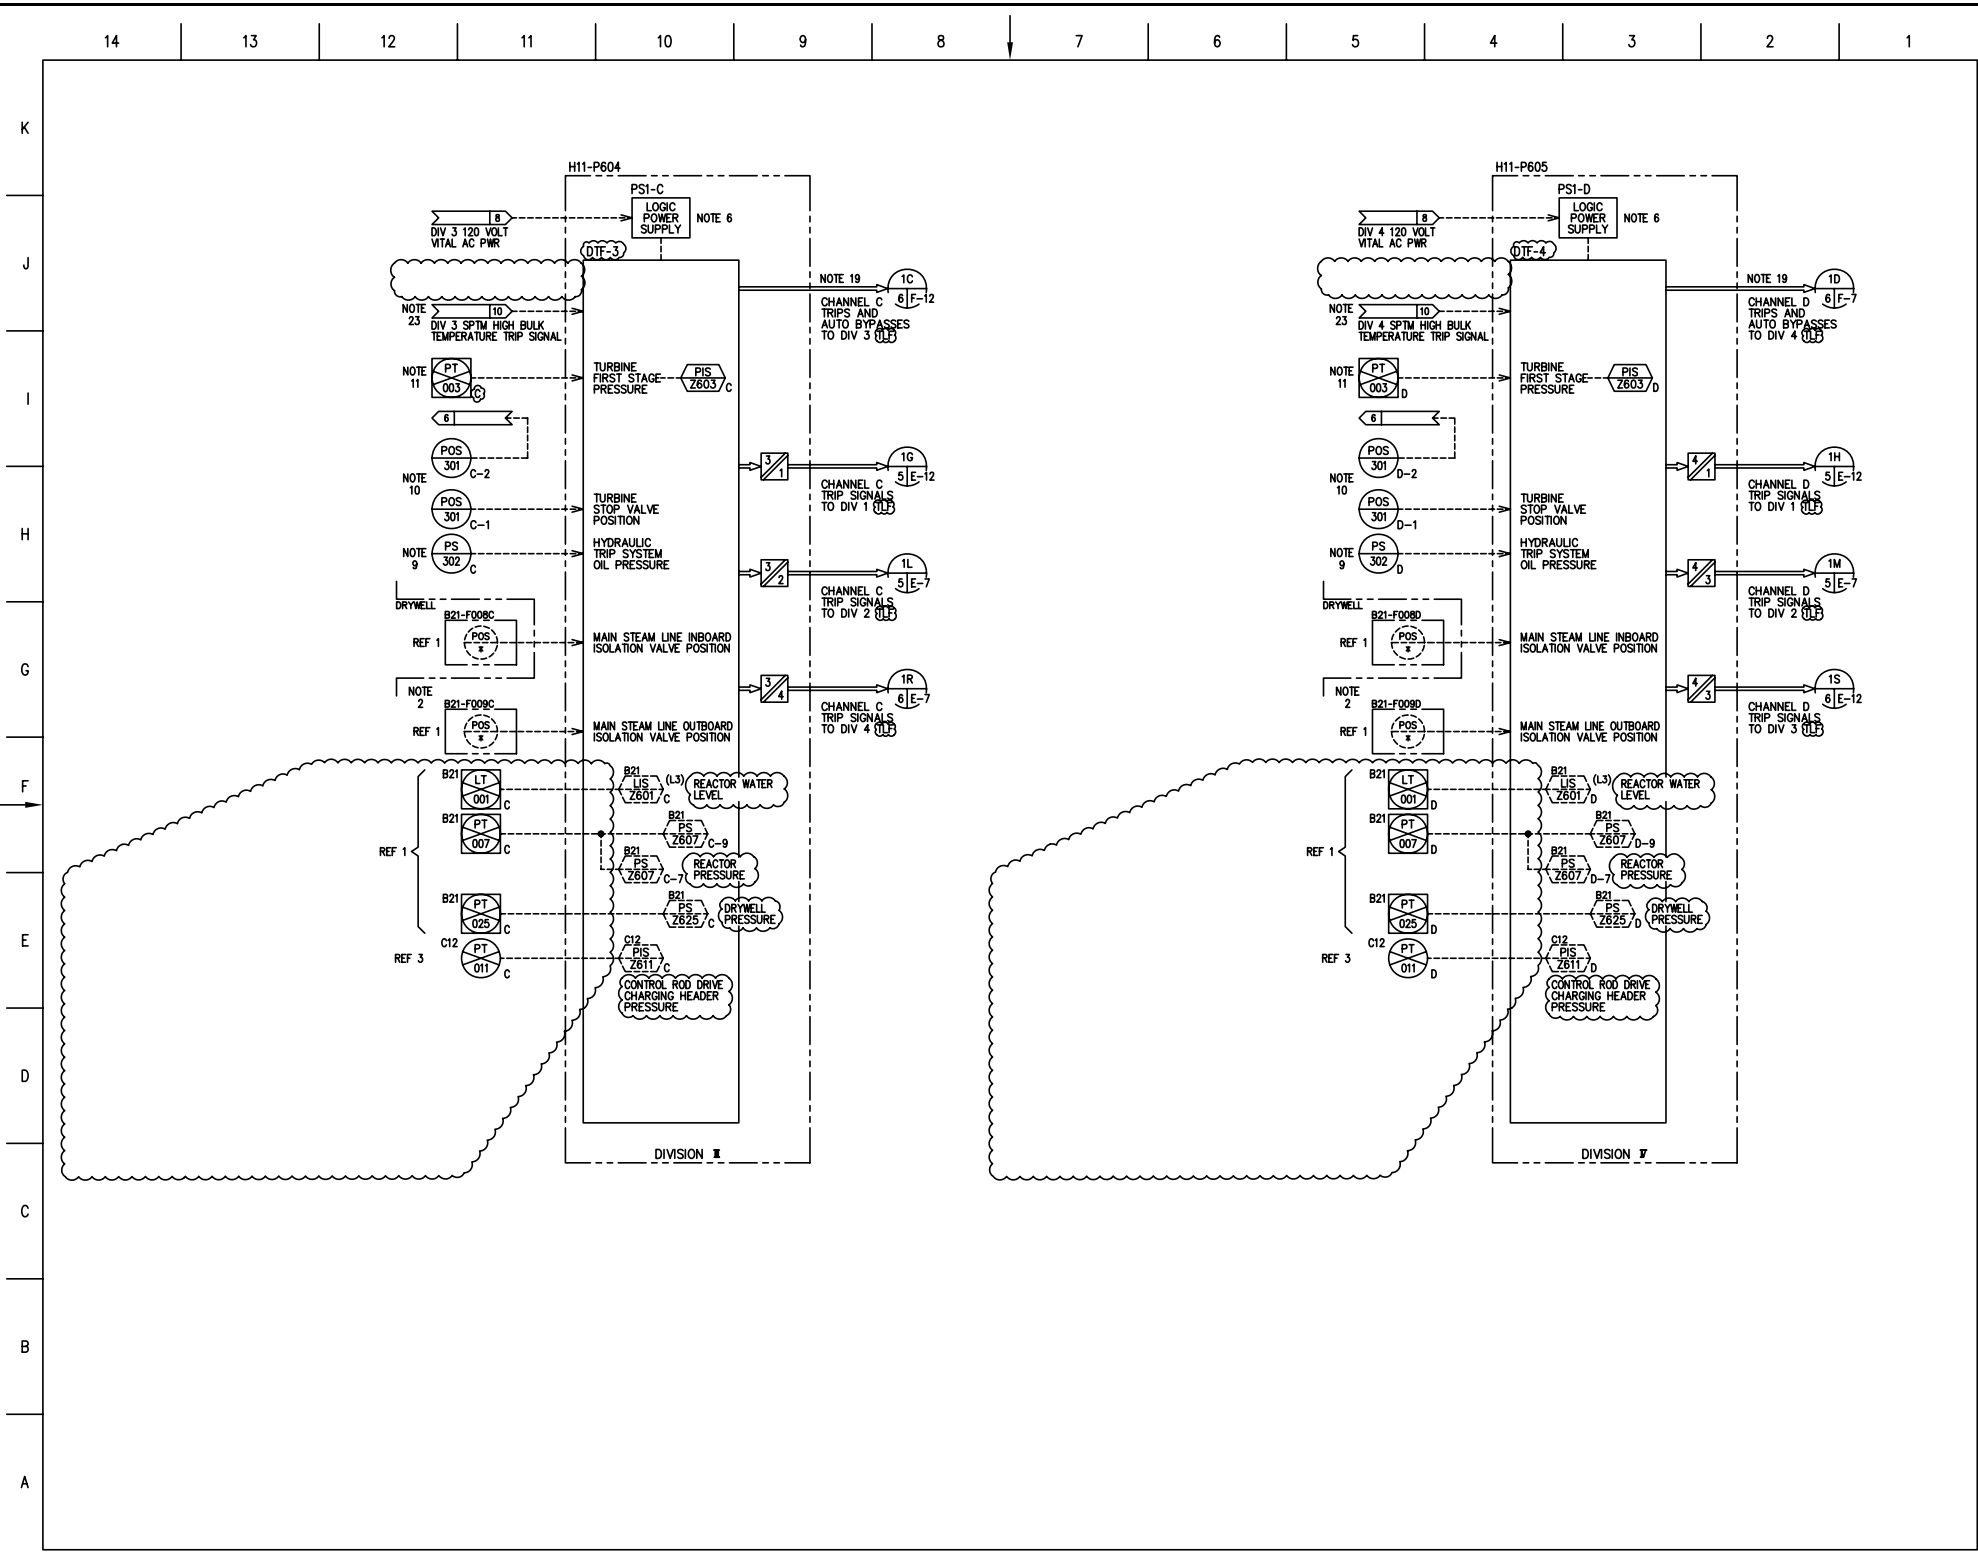 14 13 12 11 10 9 8 7 6 5 4 3 2 1
K
J
I
H
G
F
E
D
C
B
A
H11-P604
PS1-C
LOGIC
POWER
SUPPLY
NOTE 6
8
DIV 3 120 VOLT
VITAL AC PWR
DTF-3
NOTE
23
10
DIV 3 SPTM HIGH BULK
TEMPERATURE TRIP SIGNAL
NOTE 19
1C
6 F-12
CHANNEL C
TRIPS AND
AUTO BYPASSES
TO DIV 3 TLF
NOTE
11
PT
003
C
TURBINE
FIRST STAGE
PRESSURE
PIS
Z603
C
6
POS
301
C-2
NOTE
10
POS
301
C-1
TURBINE
STOP VALVE
POSITION
3
1
1G
5 E-12
CHANNEL C
TRIP SIGNALS
TO DIV 1 TLF
NOTE
9
PS
302
C
HYDRAULIC
TRIP SYSTEM
OIL PRESSURE
3
2
1L
5 E-7
CHANNEL C
TRIP SIGNALS
TO DIV 2 TLF
DRYWELL
B21-F008C
REF 1
POS
*
MAIN STEAM LINE INBOARD
ISOLATION VALVE POSITION
3
4
1R
6 E-7
CHANNEL C
TRIP SIGNALS
TO DIV 4 TLF
NOTE
2
B21-F009C
REF 1
POS
*
MAIN STEAM LINE OUTBOARD
ISOLATION VALVE POSITION
REF 1
B21
LT
001
C
B21
LIS
Z601
C
(L3)
REACTOR WATER
LEVEL
B21
PT
007
C
B21
PS
Z607
C-9
B21
PS
Z607
C-7
REACTOR
PRESSURE
B21
PT
025
C
B21
PS
Z625
C
DRYWELL
PRESSURE
REF 3
C12
PT
011
C
C12
PIS
Z611
C
CONTROL ROD DRIVE
CHARGING HEADER
PRESSURE
DIVISION III
H11-P605
PS1-D
LOGIC
POWER
SUPPLY
NOTE 6
8
DIV 4 120 VOLT
VITAL AC PWR
DTF-4
NOTE
23
10
DIV 4 SPTM HIGH BULK
TEMPERATURE TRIP SIGNAL
NOTE 19
1D
6 F-7
CHANNEL D
TRIPS AND
AUTO BYPASSES
TO DIV 4 TLF
NOTE
11
PT
003
D
TURBINE
FIRST STAGE
PRESSURE
PIS
Z603
D
6
POS
301
D-2
NOTE
10
POS
301
D-1
TURBINE
STOP VALVE
POSITION
4
1
1H
5 E-12
CHANNEL D
TRIP SIGNALS
TO DIV 1 TLF
NOTE
9
PS
302
D
HYDRAULIC
TRIP SYSTEM
OIL PRESSURE
4
3
1M
5 E-7
CHANNEL D
TRIP SIGNALS
TO DIV 2 TLF
DRYWELL
B21-F008D
REF 1
POS
*
MAIN STEAM LINE INBOARD
ISOLATION VALVE POSITION
4
3
1S
6 E-12
CHANNEL D
TRIP SIGNALS
TO DIV 3 TLF
NOTE
2
B21-F009D
REF 1
POS
*
MAIN STEAM LINE OUTBOARD
ISOLATION VALVE POSITION
REF 1
B21
LT
001
D
B21
LIS
Z601
D
(L3)
REACTOR WATER
LEVEL
B21
PT
007
D
B21
PS
Z607
D-9
B21
PS
Z607
D-7
REACTOR
PRESSURE
B21
PT
025
D
B21
PS
Z625
D
DRYWELL
PRESSURE
REF 3
C12
PT
011
D
C12
PIS
Z611
D
CONTROL ROD DRIVE
CHARGING HEADER
PRESSURE
DIVISION IV